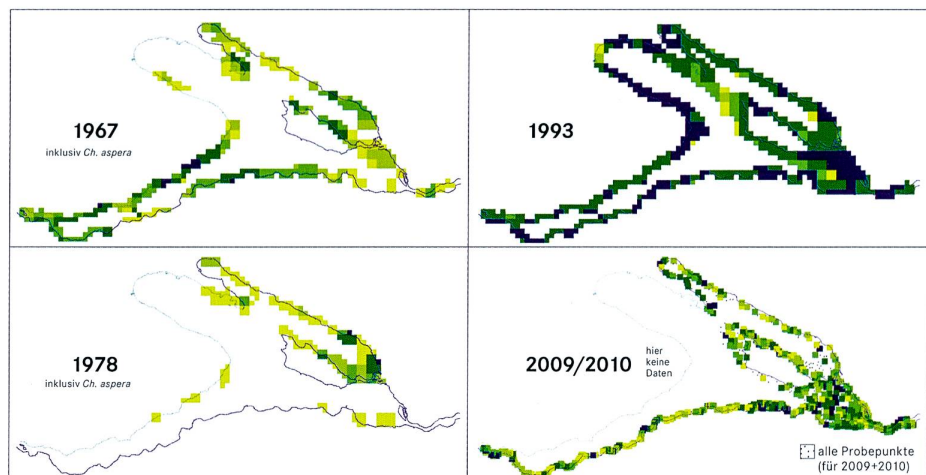 1967
inklusiv Ch. aspera
1993
1978
inklusiv Ch. aspera
2009/2010
hier
keine
Daten
alle Probepunkte
(für 2009+2010)